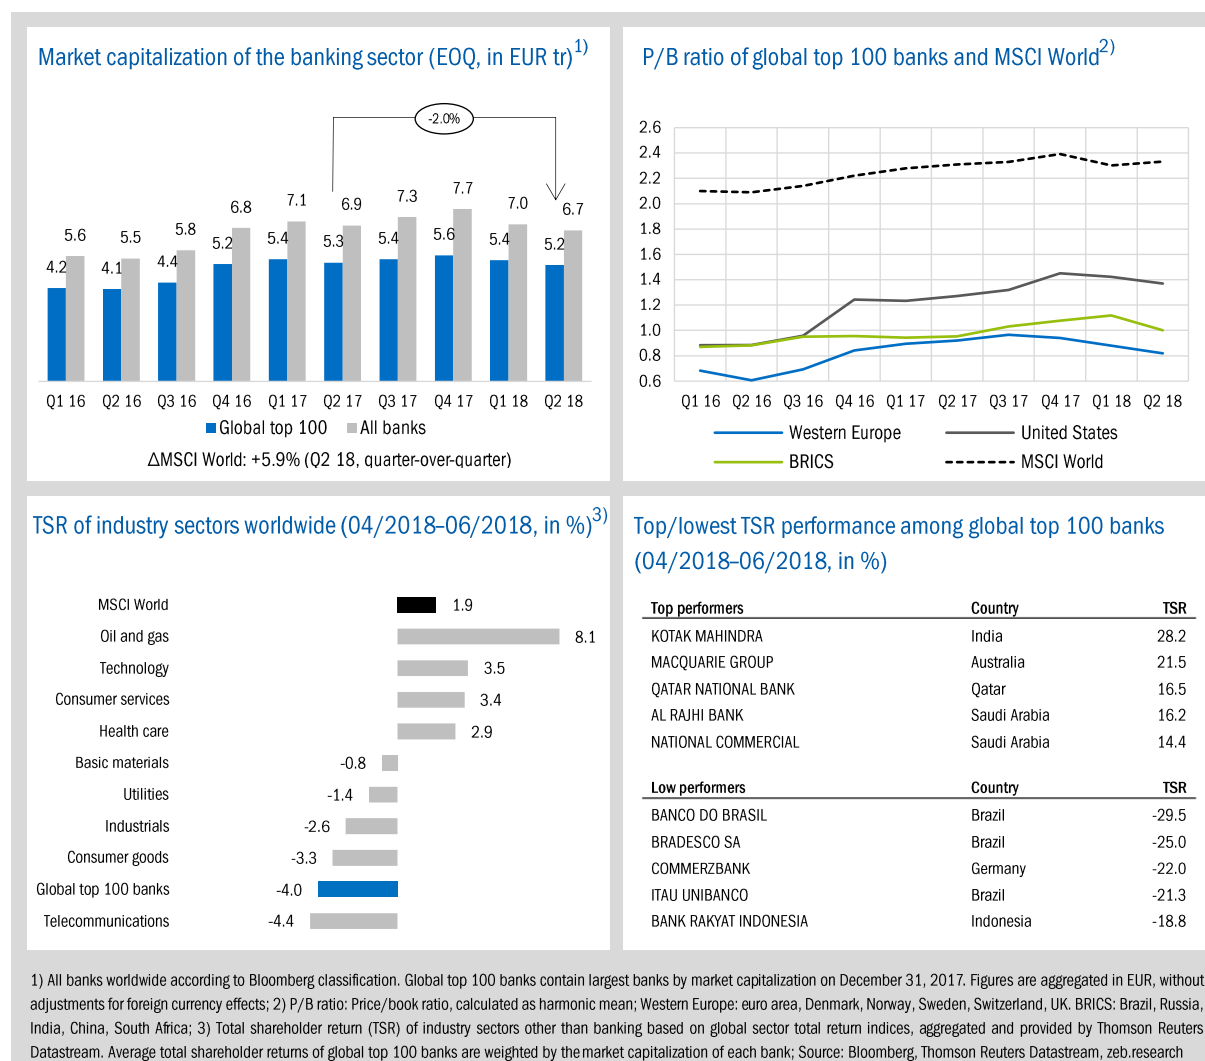 Market capitalization of the banking sector (EOQ, in EUR tr)1)
-2.0%
5.6 5.5 5.8 6.8 7.1 6.9 7.3 7.7 7.0 6.7
4.2 4.1 4.4 5.2 5.4 5.3 5.4 5.6 5.4 5.2
Q1 16 Q2 16 Q3 16 Q4 16 Q1 17 Q2 17 Q3 17 Q4 17 Q1 18 Q2 18
Global top 100 All banks
ΔMSCI World: +5.9% (Q2 18, quarter-over-quarter)
P/B ratio of global top 100 banks and MSCI World2)
2.6
2.4
2.2
2.0
1.8
1.6
1.4
1.2
1.0
0.8
0.6
Q1 16 Q2 16 Q3 16 Q4 16 Q1 17 Q2 17 Q3 17 Q4 17 Q1 18 Q2 18
Western Europe United States
BRICS MSCI World
TSR of industry sectors worldwide (04/2018–06/2018, in %)3)
MSCI World 1.9
Oil and gas 8.1
Technology 3.5
Consumer services 3.4
Health care 2.9
Basic materials -0.8
Utilities -1.4
Industrials -2.6
Consumer goods -3.3
Global top 100 banks -4.0
Telecommunications -4.4
Top/lowest TSR performance among global top 100 banks
(04/2018–06/2018, in %)
Top performers Country TSR
KOTAK MAHINDRA India 28.2
MACQUARIE GROUP Australia 21.5
QATAR NATIONAL BANK Qatar 16.5
AL RAJHI BANK Saudi Arabia 16.2
NATIONAL COMMERCIAL Saudi Arabia 14.4
Low performers Country TSR
BANCO DO BRASIL Brazil -29.5
BRADESCO SA Brazil -25.0
COMMERZBANK Germany -22.0
ITAU UNIBANCO Brazil -21.3
BANK RAKYAT INDONESIA Indonesia -18.8
1) All banks worldwide according to Bloomberg classification. Global top 100 banks contain largest banks by market capitalization on December 31, 2017. Figures are aggregated in EUR, without
adjustments for foreign currency effects; 2) P/B ratio: Price/book ratio, calculated as harmonic mean; Western Europe: euro area, Denmark, Norway, Sweden, Switzerland, UK. BRICS: Brazil, Russia,
India, China, South Africa; 3) Total shareholder return (TSR) of industry sectors other than banking based on global sector total return indices, aggregated and provided by Thomson Reuters
Datastream. Average total shareholder returns of global top 100 banks are weighted by the market capitalization of each bank; Source: Bloomberg, Thomson Reuters Datastream, zeb.research